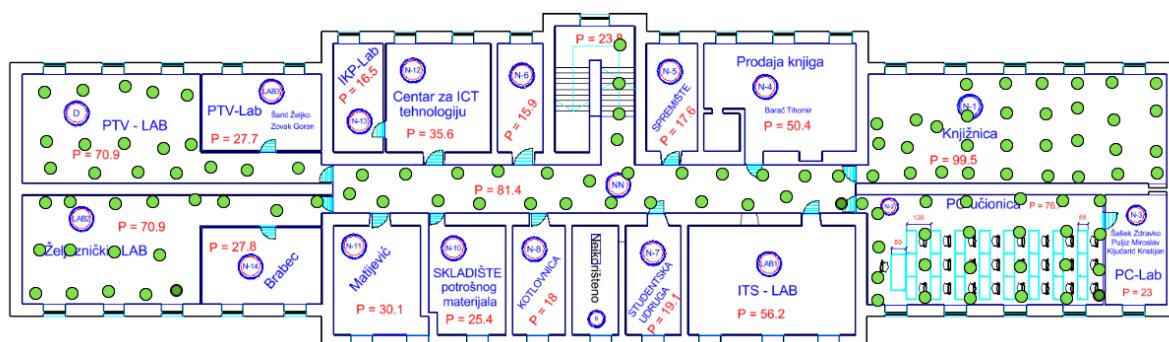 D
PTV - LAB
P = 70.9
LAB3
PTV-Lab
Šarić Željko
Zovak Goran
P = 27.7
IKP-Lab
P = 16.5
N-13
N-12
Centar za ICT
tehnologiju
P = 35.6
N-6
P = 15.9
P = 23.8
N-5
SPREMIŠTE
P = 17.6
Prodaja knjiga
N-4
Barać Tihomir
P = 50.4
N-1
Knjižnica
P = 99.5
P = 81.4
NN
LAB2
P = 70.9
LAB
P = 27.8
Brabec
N-11
Matijević
P = 30.1
N-10
SKLADIŠTE
potrošnog
materijala
P = 25.4
N-8
KOTLOVNICA
P = 18
Neiskorišteno
9
N-7
STUDENTSKA
UDRUGA
P = 19.1
LAB1
ITS - LAB
P = 56.2
N-2
135
80
56
N-3
Šašek Zdravko
Puljiz Miroslav
Ključarić Kristijan
PC-Lab
P = 23